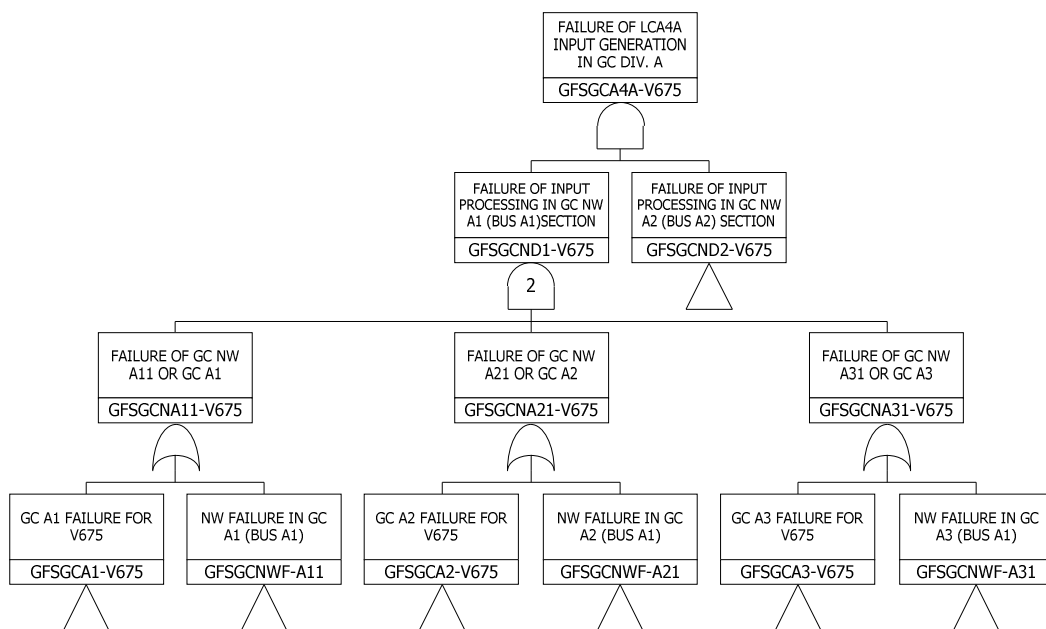 FAILURE OF LCA4A
INPUT GENERATION
IN GC DIV. A
GFSGCA4A-V675
FAILURE OF INPUT
PROCESSING IN GC NW
A1 (BUS A1)SECTION
GFSGCND1-V675
FAILURE OF INPUT
PROCESSING IN GC NW
A2 (BUS A2) SECTION
GFSGCND2-V675
2
FAILURE OF GC NW
A11 OR GC A1
GFSGCNA11-V675
FAILURE OF GC NW
A21 OR GC A2
GFSGCNA21-V675
FAILURE OF GC NW
A31 OR GC A3
GFSGCNA31-V675
GC A1 FAILURE FOR
V675
GFSGCA1-V675
NW FAILURE IN GC
A1 (BUS A1)
GFSGCNWF-A11
GC A2 FAILURE FOR
V675
GFSGCA2-V675
NW FAILURE IN GC
A2 (BUS A1)
GFSGCNWF-A21
GC A3 FAILURE FOR
V675
GFSGCA3-V675
NW FAILURE IN GC
A3 (BUS A1)
GFSGCNWF-A31